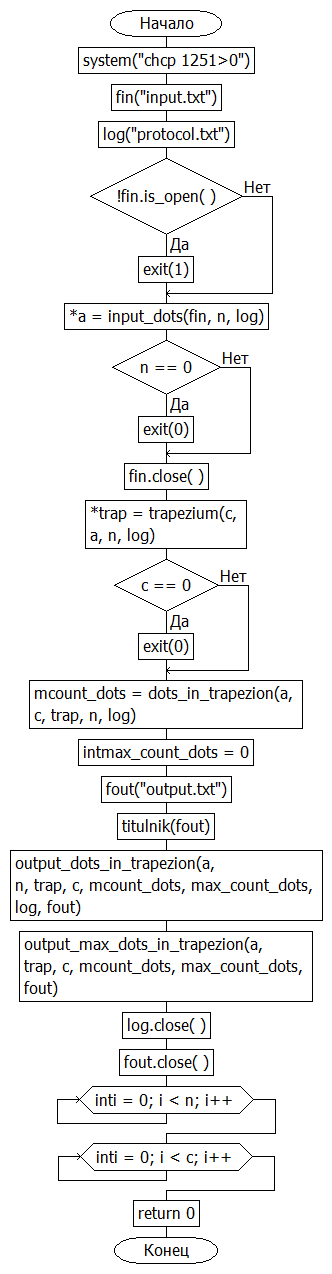 Начало
system("chcp 1251>0")
fin("input.txt")
log("protocol.txt")
!fin.is_open( )
Нет
Да
exit(1)
*a = input_dots(fin, n, log)
n == 0
Нет
Да
exit(0)
fin.close( )
*trap = trapezium(c,
a, n, log)
c == 0
Нет
Да
exit(0)
mcount_dots = dots_in_trapezion(a,
c, trap, n, log)
intmax_count_dots = 0
fout("output.txt")
titulnik(fout)
output_dots_in_trapezion(a,
n, trap, c, mcount_dots, max_count_dots,
log, fout)
output_max_dots_in_trapezion(a,
trap, c, mcount_dots, max_count_dots,
fout)
log.close( )
fout.close( )
inti = 0; i < n; i++
inti = 0; i < c; i++
return 0
Конец